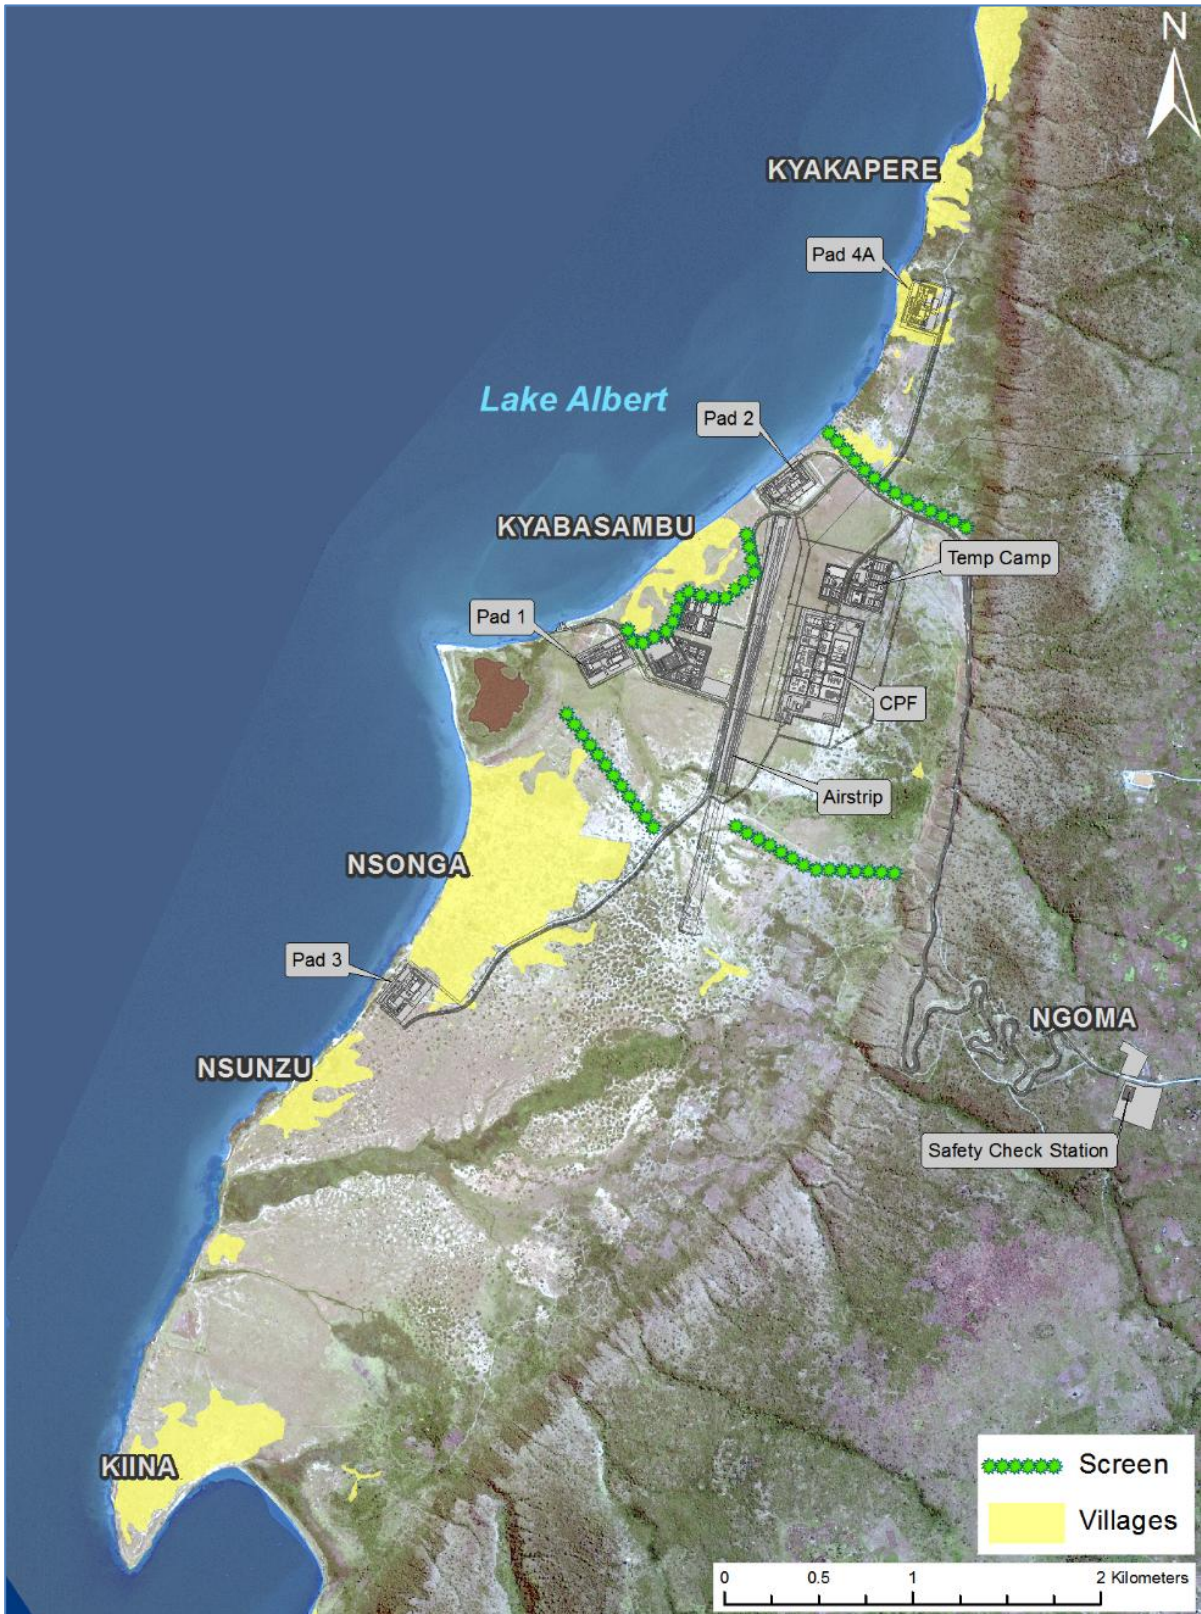 N
KYAKAPERE
Pad 4A
Lake Albert
Pad 2
KYABASAMBU
Temp Camp
Pad 1
CPF
Airstrip
NSONGA
Pad 3
NGOMA
NSUNZU
Safety Check Station
KIINA
Screen
Villages
0 0.5 1 2 Kilometers